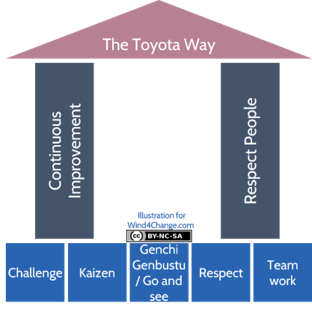 The Toyota Way
Continuous
Improvement
Respect People
Illustration for
Wind4Change.com
CC BY-NC-SA
Challenge
Kaizen
Genchi
Genbustu
/ Go and
see
Respect
Team
work